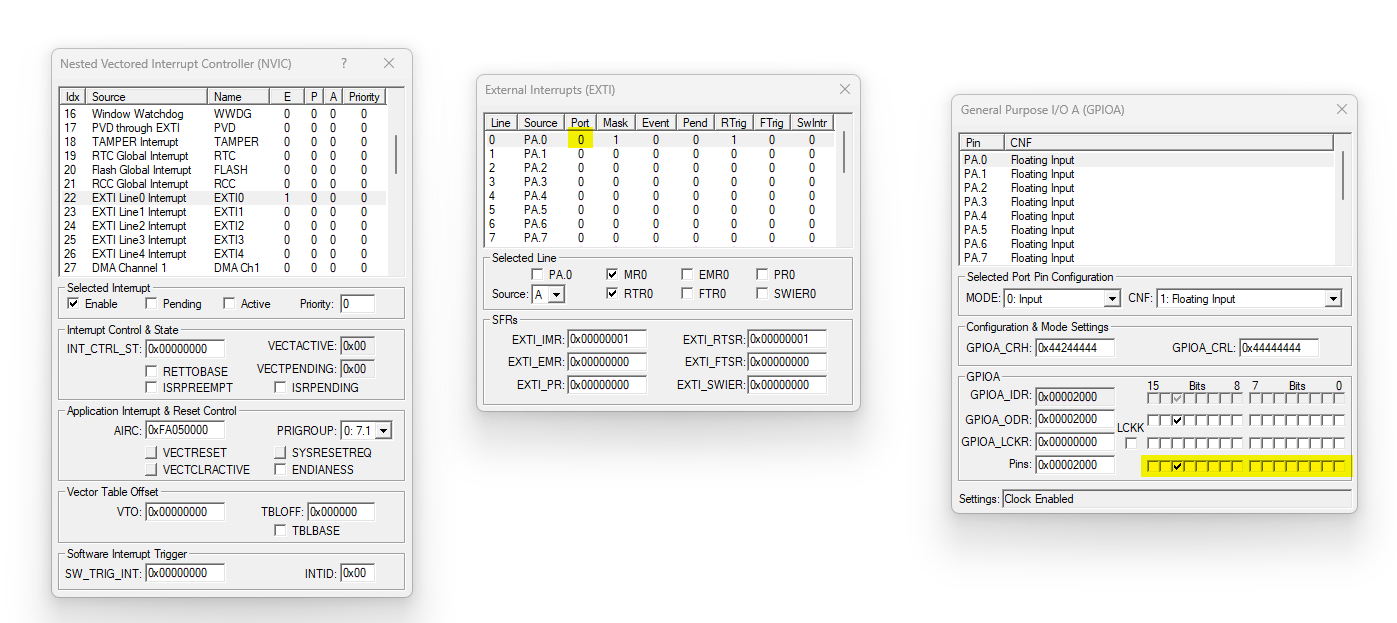 Nested Vectored Interrupt Controller (NVIC) ?
Idx Source Name E P A Priority
16 Window Watchdog WWDG 0 0 0 0
17 PVD through EXTI PVD 0 0 0 0
18 TAMPER Interrupt TAMPER 0 0 0 0
19 RTC Global Interrupt RTC 0 0 0 0
20 Flash Global Interrupt FLASH 0 0 0 0
21 RCC Global Interrupt RCC 0 0 0 0
22 EXTI Line0 Interrupt EXTI0 1 0 0 0
23 EXTI Line1 Interrupt EXTI1 0 0 0 0
24 EXTI Line2 Interrupt EXTI2 0 0 0 0
25 EXTI Line3 Interrupt EXTI3 0 0 0 0
26 EXTI Line4 Interrupt EXTI4 0 0 0 0
27 DMA Channel 1 DMA Ch1 0 0 0 0
Selected Interrupt
Enable Pending Active Priority: 0
Interrupt Control & State
INT_CTRL_ST: 0x00000000 VECTACTIVE: 0x00
RETTOBASE VECTPENDING: 0x00
ISRPREEMPT ISRPENDING
Application Interrupt & Reset Control
AIRC: 0xFA050000 PRIGROUP: 0: 7.1
VECTRESET SYSRESETREQ
VECTCLRACTIVE ENDIANESS
Vector Table Offset
VTO: 0x00000000 TBLOFF: 0x000000
TBLBASE
Software Interrupt Trigger
SW_TRIG_INT: 0x00000000 INTID: 0x00
External Interrupts (EXTI)
Line Source Port Mask Event Pend RTrig FTrig SwIntr
0 PA.0 0 1 0 0 1 0 0
1 PA.1 0 0 0 0 0 0 0
2 PA.2 0 0 0 0 0 0 0
3 PA.3 0 0 0 0 0 0 0
4 PA.4 0 0 0 0 0 0 0
5 PA.5 0 0 0 0 0 0 0
6 PA.6 0 0 0 0 0 0 0
7 PA.7 0 0 0 0 0 0 0
Selected Line
PA.0 MR0 EMR0 PR0
Source: A RTR0 FTR0 SWIER0
SFRs
EXTI_IMR: 0x00000001 EXTI_RTSR: 0x00000001
EXTI_EMR: 0x00000000 EXTI_FTSR: 0x00000000
EXTI_PR: 0x00000000 EXTI_SWIER: 0x00000000
General Purpose I/O A (GPIOA)
Pin CNF
PA.0 Floating Input
PA.1 Floating Input
PA.2 Floating Input
PA.3 Floating Input
PA.4 Floating Input
PA.5 Floating Input
PA.6 Floating Input
PA.7 Floating Input
Selected Port Pin Configuration
MODE: 0: Input CNF: 1: Floating Input
Configuration & Mode Settings
GPIOA_CRH: 0x44244444 GPIOA_CRL: 0x44444444
GPIOA
15 Bits 8 7 Bits 0
GPIOA_IDR: 0x00002000
GPIOA_ODR: 0x00002000
LCKK
GPIOA_LCKR: 0x00000000
Pins: 0x00002000
Settings: Clock Enabled